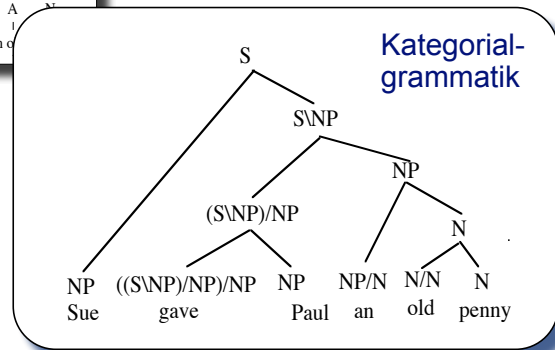 A N
Kategorial-
grammatik
S
S\NP
NP
(S\NP)/NP
N
NP ((S\NP)/NP)/NP NP NP/N N/N N
Sue gave Paul an old penny